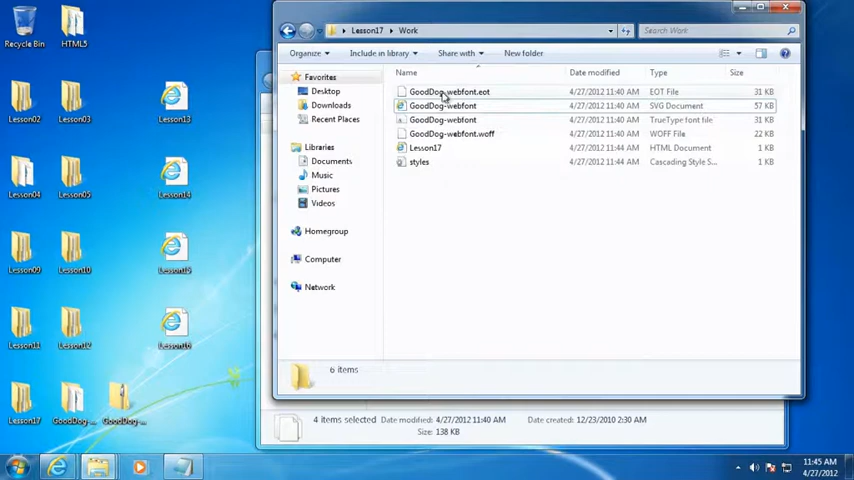 Recycle Bin
HTML5
Lesson02
Lesson03
Lesson13
Lesson04
Lesson05
Lesson14
Lesson09
Lesson10
Lesson15
Lesson11
Lesson12
Lesson16
Lesson17
GoodDog-...
GoodDog-...
Lesson17 Work
Search Work
Organize Include in library Share with New folder
Name Date modified Type Size
Favorites
Desktop
Downloads
Recent Places
Libraries
Documents
Music
Pictures
Videos
Homegroup
Computer
Network
GoodDog-webfont.eot 4/27/2012 11:40 AM EOT File 31 KB
GoodDog-webfont 4/27/2012 11:40 AM SVG Document 57 KB
GoodDog-webfont 4/27/2012 11:40 AM TrueType font file 31 KB
GoodDog-webfont.woff 4/27/2012 11:40 AM WOFF File 22 KB
Lesson17 4/27/2012 11:44 AM HTML Document 1 KB
styles 4/27/2012 11:44 AM Cascading Style S... 1 KB
6 items
4 items selected Date modified: 4/27/2012 11:40 AM Date created: 12/23/2010 2:30 AM
Size: 138 KB
11:45 AM
4/27/2012